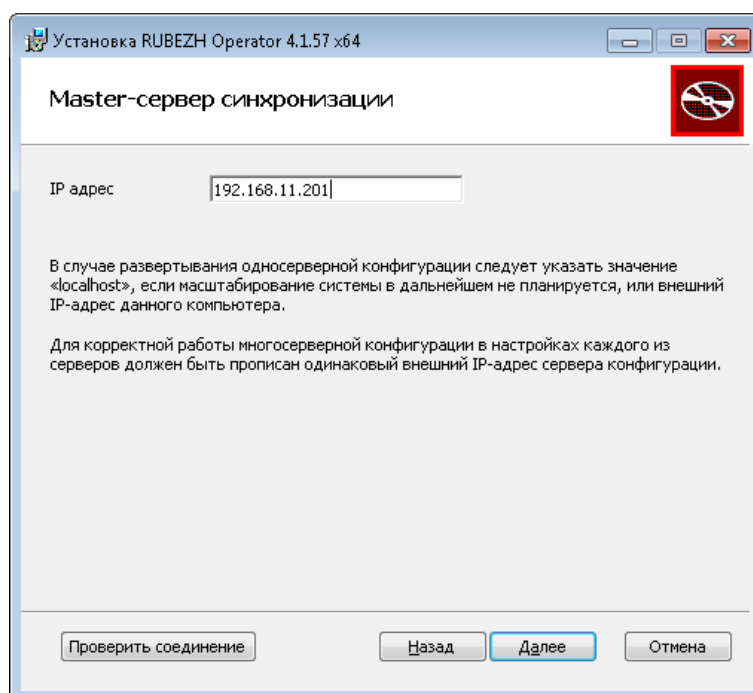 Установка RUBEZH Operator 4.1.57 x64
Master-сервер синхронизации
IP адрес
192.168.11.201
В случае развертывания односерверной конфигурации следует указать значение
«localhost», если масштабирование системы в дальнейшем не планируется, или внешний
IP-адрес данного компьютера.
Для корректной работы многосерверной конфигурации в настройках каждого из
серверов должен быть прописан одинаковый внешний IP-адрес сервера конфигурации.
Проверить соединение
Назад
Далее
Отмена